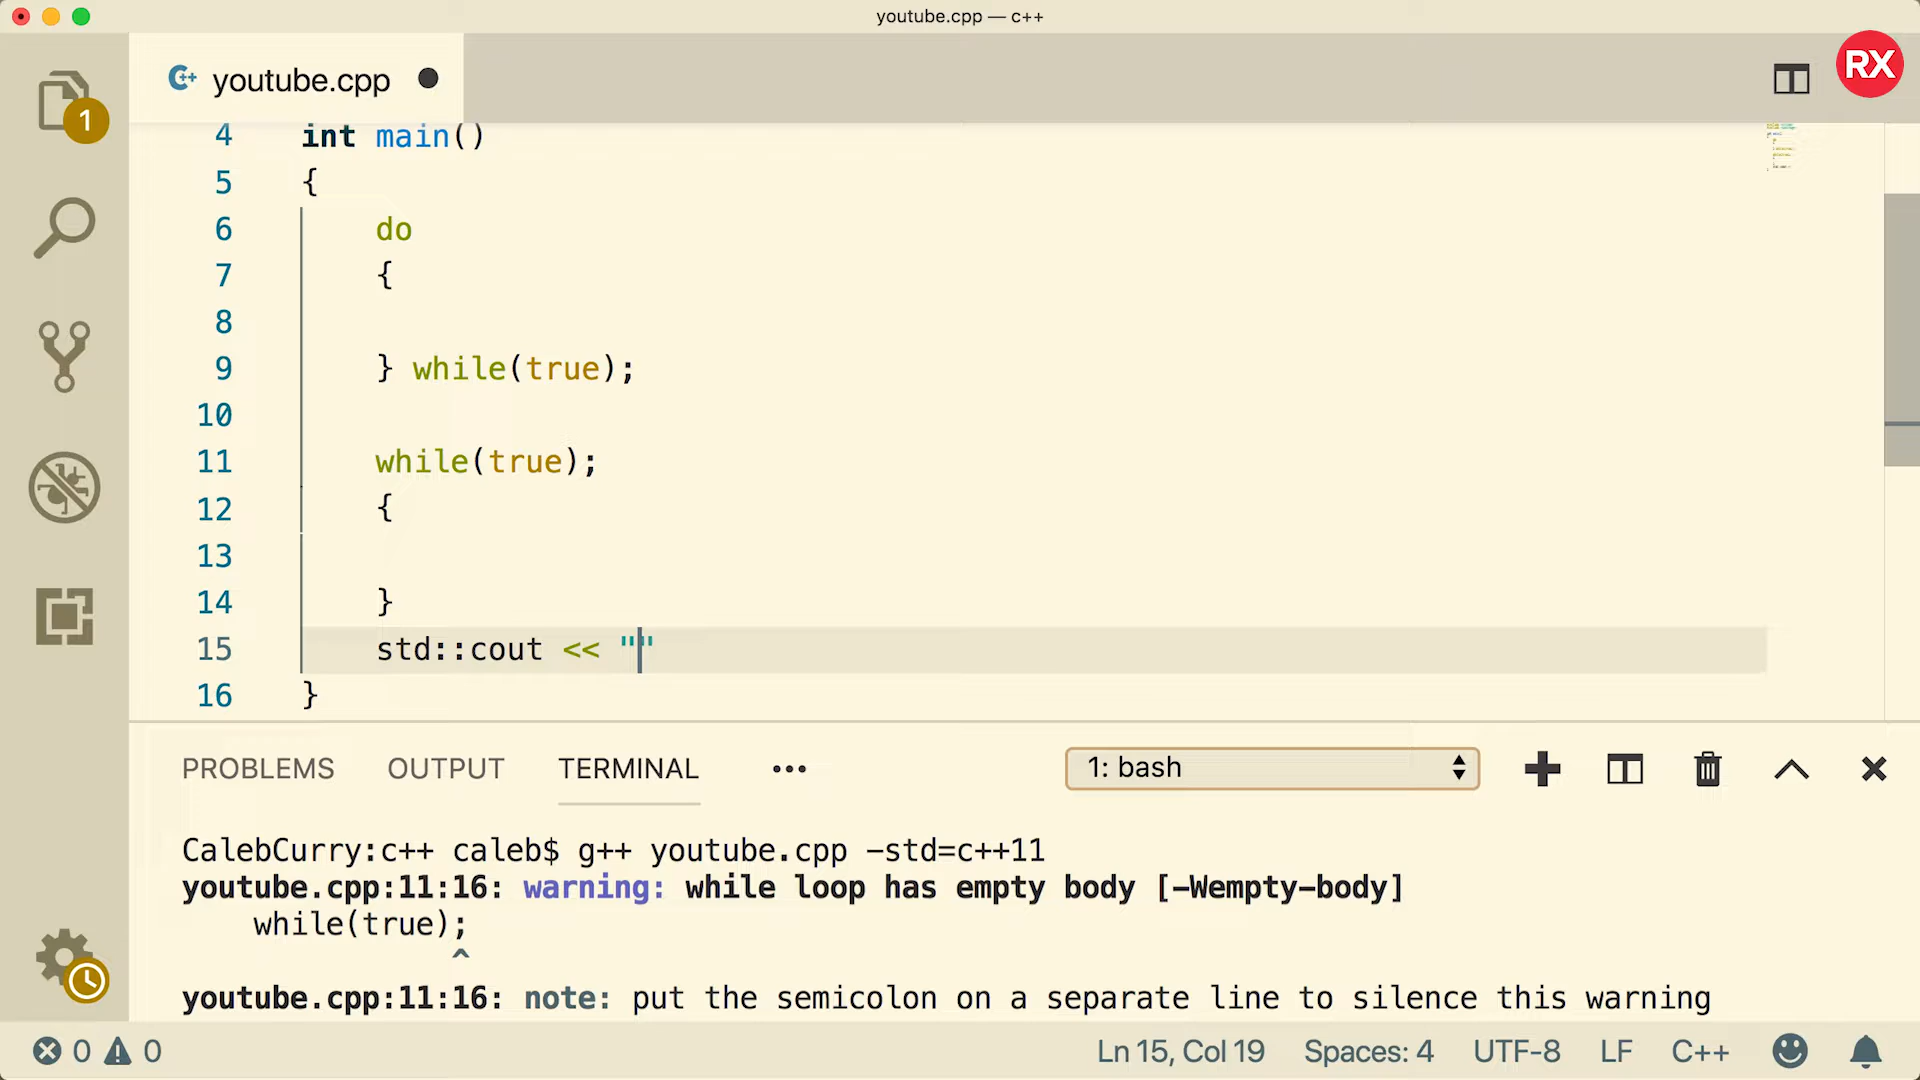 youtube.cpp — c++
youtube.cpp
RX
1
4 int main()
5 {
6 do
7 {
8
9 } while(true);
10
11 while(true);
12 {
13
14 }
15 std::cout << ""
16 }
PROBLEMS OUTPUT TERMINAL ••• 1: bash
CalebCurry:c++ caleb$ g++ youtube.cpp -std=c++11
youtube.cpp:11:16: warning: while loop has empty body [-Wempty-body]
while(true);
^
youtube.cpp:11:16: note: put the semicolon on a separate line to silence this warning
0 0 Ln 15, Col 19 Spaces: 4 UTF-8 LF C++